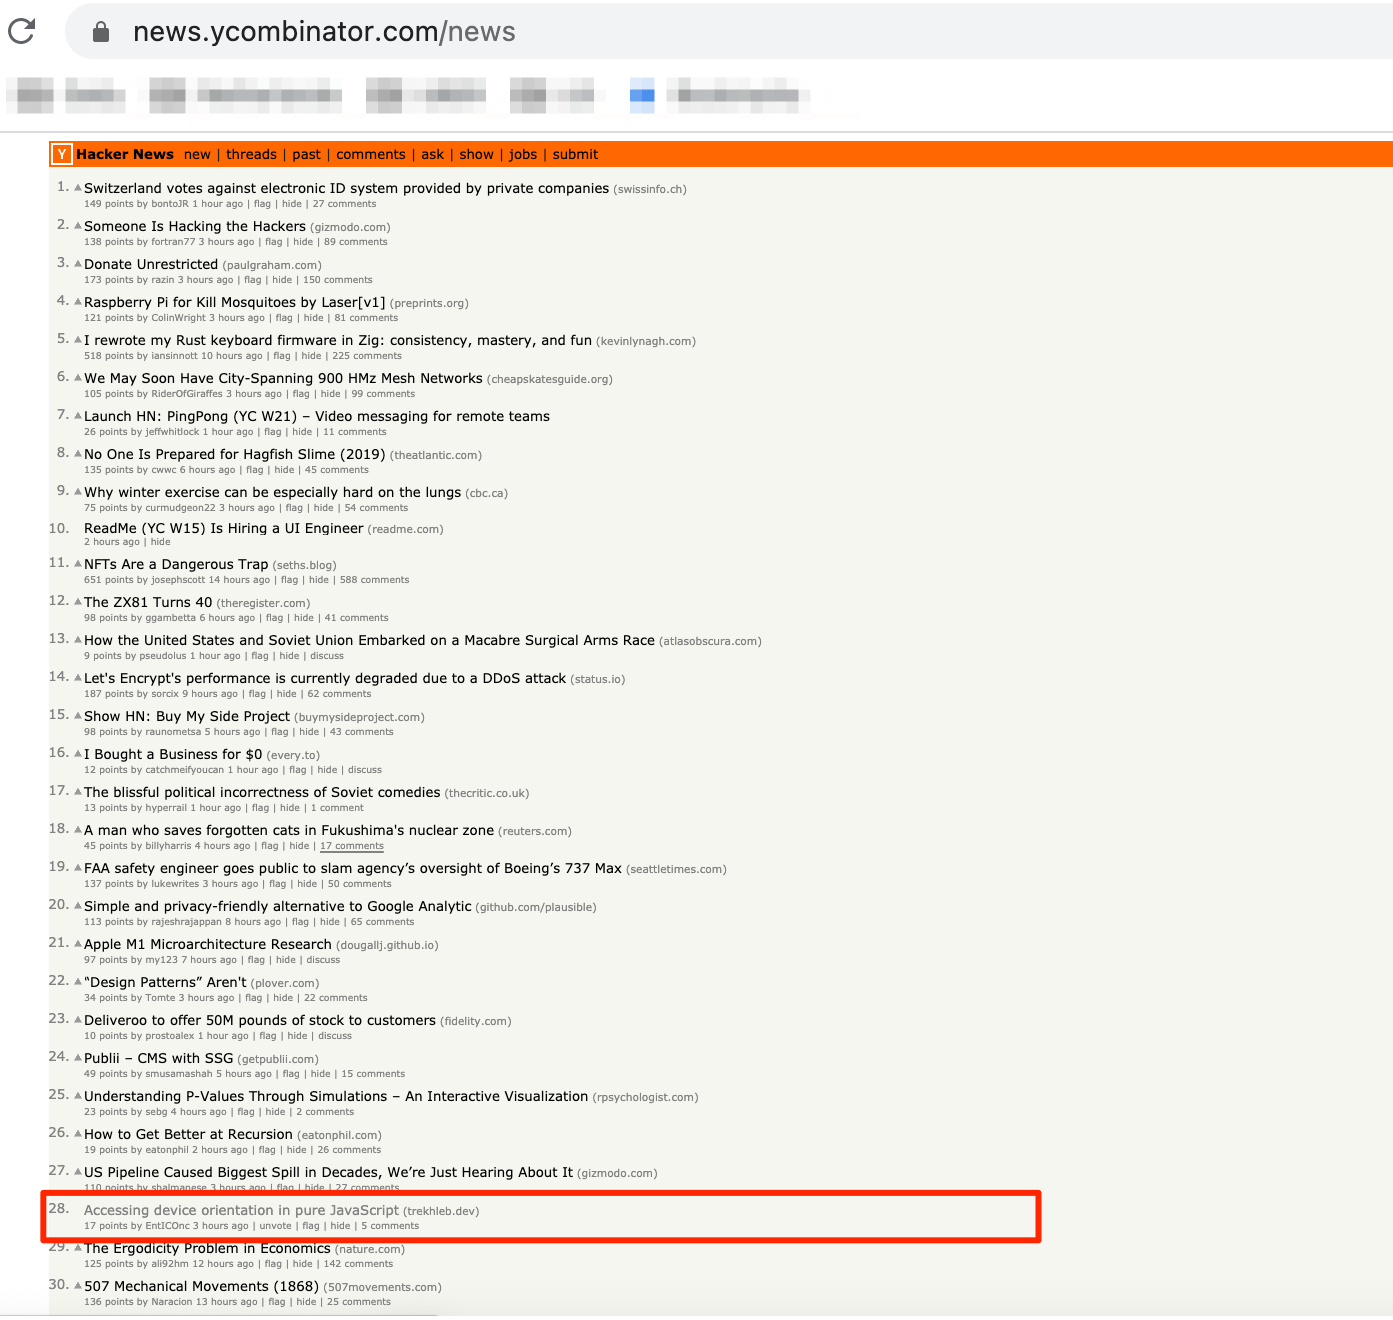 news.ycombinator.com/news
Y Hacker News new | threads | past | comments | ask | show | jobs | submit
1. Switzerland votes against electronic ID system provided by private companies (swissinfo.ch)
149 points by bontoJR 1 hour ago | flag | hide | 27 comments
2. Someone Is Hacking the Hackers (gizmodo.com)
138 points by fortran77 3 hours ago | flag | hide | 89 comments
3. Donate Unrestricted (paulgraham.com)
173 points by razin 3 hours ago | flag | hide | 150 comments
4. Raspberry Pi for Kill Mosquitoes by Laser[v1] (preprints.org)
121 points by ColinWright 3 hours ago | flag | hide | 81 comments
5. I rewrote my Rust keyboard firmware in Zig: consistency, mastery, and fun (kevinlynagh.com)
518 points by iansinnott 10 hours ago | flag | hide | 225 comments
6. We May Soon Have City-Spanning 900 HMz Mesh Networks (cheapskatesguide.org)
105 points by RiderOfGiraffes 3 hours ago | flag | hide | 99 comments
7. Launch HN: PingPong (YC W21) – Video messaging for remote teams
26 points by jeffwhitlock 1 hour ago | flag | hide | 11 comments
8. No One Is Prepared for Hagfish Slime (2019) (theatlantic.com)
135 points by cwwc 6 hours ago | flag | hide | 45 comments
9. Why winter exercise can be especially hard on the lungs (cbc.ca)
75 points by curmudgeon22 3 hours ago | flag | hide | 54 comments
10. ReadMe (YC W15) Is Hiring a UI Engineer (readme.com)
2 hours ago | hide
11. NFTs Are a Dangerous Trap (seths.blog)
651 points by josephscott 14 hours ago | flag | hide | 588 comments
12. The ZX81 Turns 40 (theregister.com)
98 points by ggambetta 6 hours ago | flag | hide | 41 comments
13. How the United States and Soviet Union Embarked on a Macabre Surgical Arms Race (atlasobscura.com)
9 points by pseudolus 1 hour ago | flag | hide | discuss
14. Let's Encrypt's performance is currently degraded due to a DDoS attack (status.io)
187 points by sorcix 9 hours ago | flag | hide | 62 comments
15. Show HN: Buy My Side Project (buymysideproject.com)
98 points by raunometsa 5 hours ago | flag | hide | 43 comments
16. I Bought a Business for $0 (every.to)
12 points by catchmeifyoucan 1 hour ago | flag | hide | discuss
17. The blissful political incorrectness of Soviet comedies (thecritic.co.uk)
13 points by hyperrail 1 hour ago | flag | hide | 1 comment
18. A man who saves forgotten cats in Fukushima's nuclear zone (reuters.com)
45 points by billyharris 4 hours ago | flag | hide | 17 comments
19. FAA safety engineer goes public to slam agency’s oversight of Boeing’s 737 Max (seattletimes.com)
137 points by lukewrites 3 hours ago | flag | hide | 50 comments
20. Simple and privacy-friendly alternative to Google Analytic (github.com/plausible)
113 points by rajeshrajappan 8 hours ago | flag | hide | 65 comments
21. Apple M1 Microarchitecture Research (dougallj.github.io)
97 points by my123 7 hours ago | flag | hide | discuss
22. “Design Patterns” Aren't (plover.com)
34 points by Tomte 3 hours ago | flag | hide | 22 comments
23. Deliveroo to offer 50M pounds of stock to customers (fidelity.com)
10 points by prostoalex 1 hour ago | flag | hide | discuss
24. Publii – CMS with SSG (getpublii.com)
49 points by smusamashah 5 hours ago | flag | hide | 15 comments
25. Understanding P-Values Through Simulations – An Interactive Visualization (rpsychologist.com)
23 points by sebg 4 hours ago | flag | hide | 2 comments
26. How to Get Better at Recursion (eatonphil.com)
19 points by eatonphil 2 hours ago | flag | hide | 26 comments
27. US Pipeline Caused Biggest Spill in Decades, We’re Just Hearing About It (gizmodo.com)
110 points by shalmanese 3 hours ago | flag | hide | 27 comments
28. Accessing device orientation in pure JavaScript (trekhleb.dev)
17 points by EntICOnc 3 hours ago | unvote | flag | hide | 5 comments
29. The Ergodicity Problem in Economics (nature.com)
125 points by ali92hm 12 hours ago | flag | hide | 142 comments
30. 507 Mechanical Movements (1868) (507movements.com)
136 points by Naracion 13 hours ago | flag | hide | 25 comments